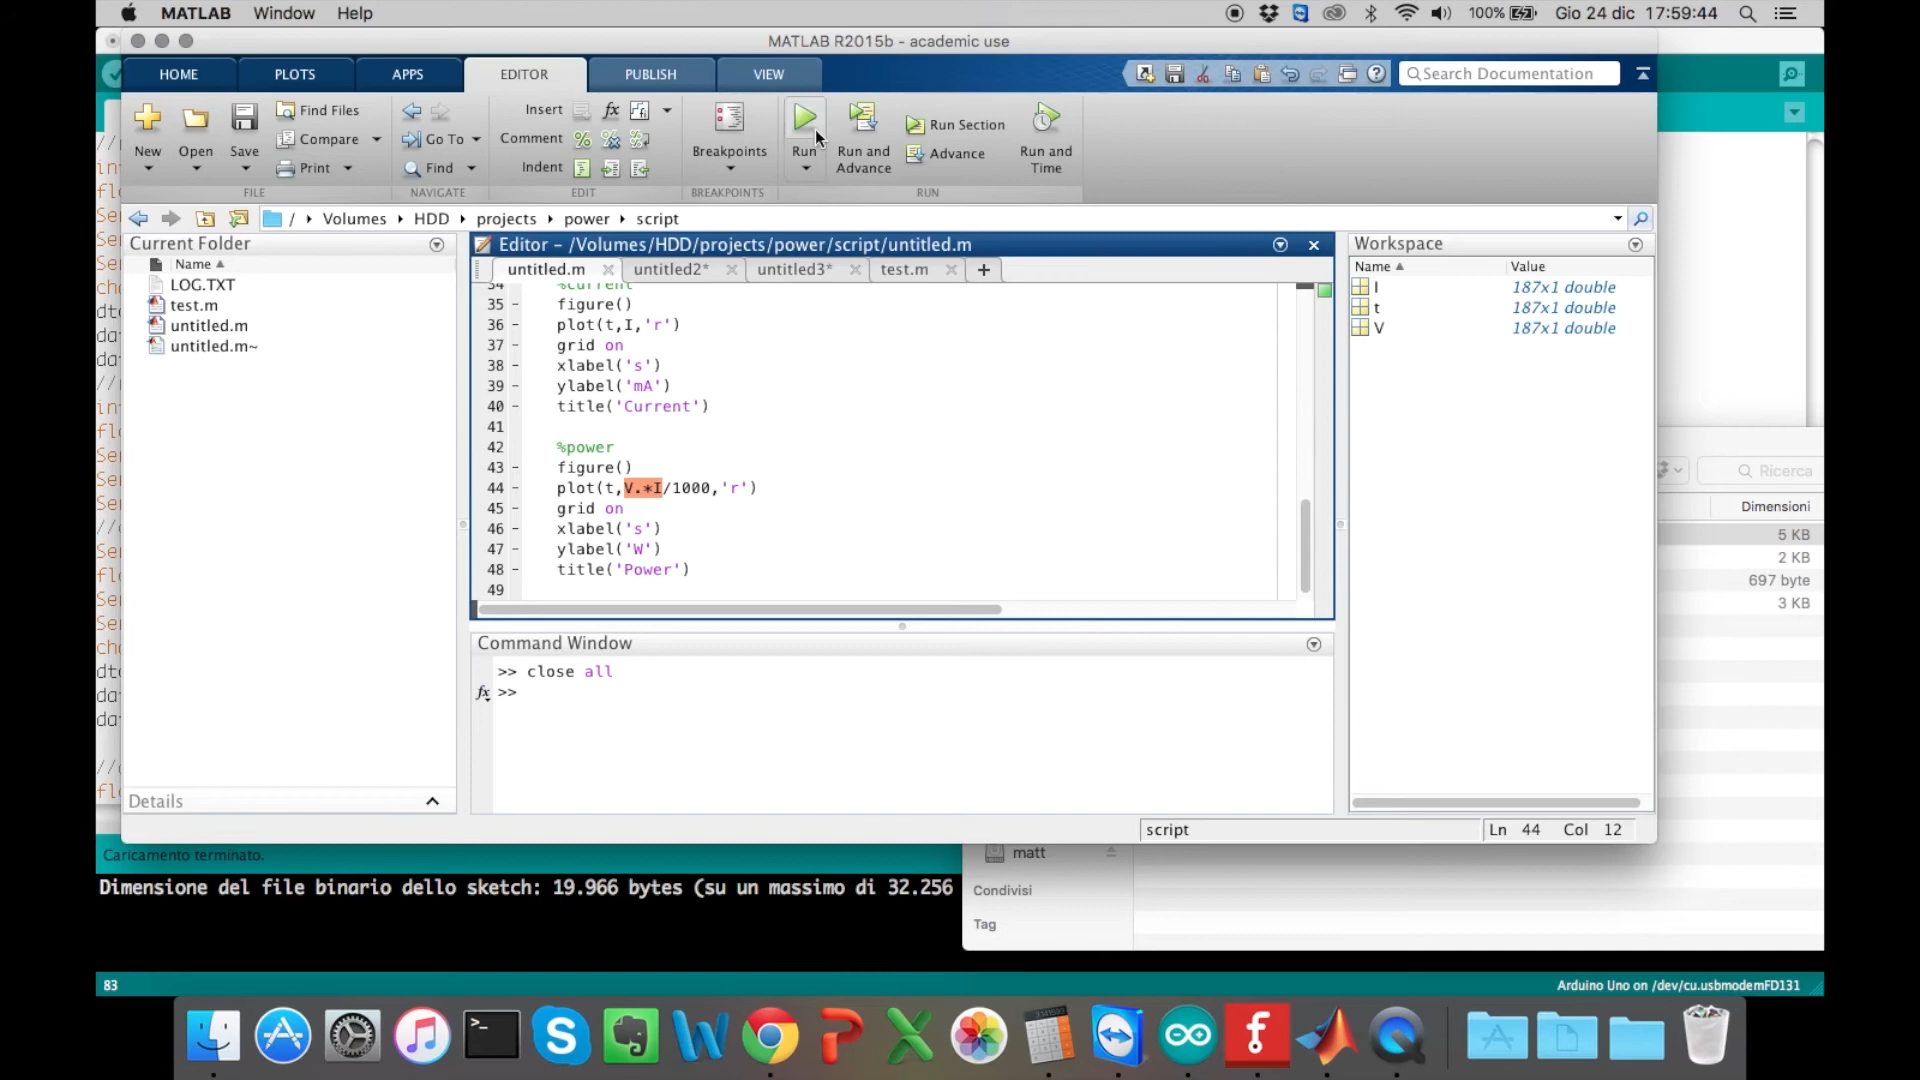 MATLAB Window Help 100% Gio 24 dic 17:59:44
MATLAB R2015b - academic use
HOME PLOTS APPS EDITOR PUBLISH VIEW Search Documentation
New Open Save Find Files Compare Print
Go To Find
Insert fx
Comment
Indent
Breakpoints Run Run and Advance Run Section Advance Run and Time
FILE NAVIGATE EDIT BREAKPOINTS RUN
/ Volumes HDD projects power script
Current Folder
Name
LOG.TXT
test.m
untitled.m
untitled.m~
Details
Editor - /Volumes/HDD/projects/power/script/untitled.m
untitled.m untitled2* untitled3* test.m +
34 %current
35 - figure()
36 - plot(t,I,'r')
37 - grid on
38 - xlabel('s')
39 - ylabel('mA')
40 - title('Current')
41
42 %power
43 - figure()
44 - plot(t,V.*I/1000,'r')
45 - grid on
46 - xlabel('s')
47 - ylabel('W')
48 - title('Power')
49
Command Window
>> close all
fx >>
Workspace
Name Value
I 187x1 double
t 187x1 double
V 187x1 double
script Ln 44 Col 12
Ricerca
Dimensioni
5 KB
2 KB
697 byte
3 KB
matt
Condivisi
Tag
Caricamento terminato.
Dimensione del file binario dello sketch: 19.966 bytes (su un massimo di 32.256
83 Arduino Uno on /dev/cu.usbmodemFD131